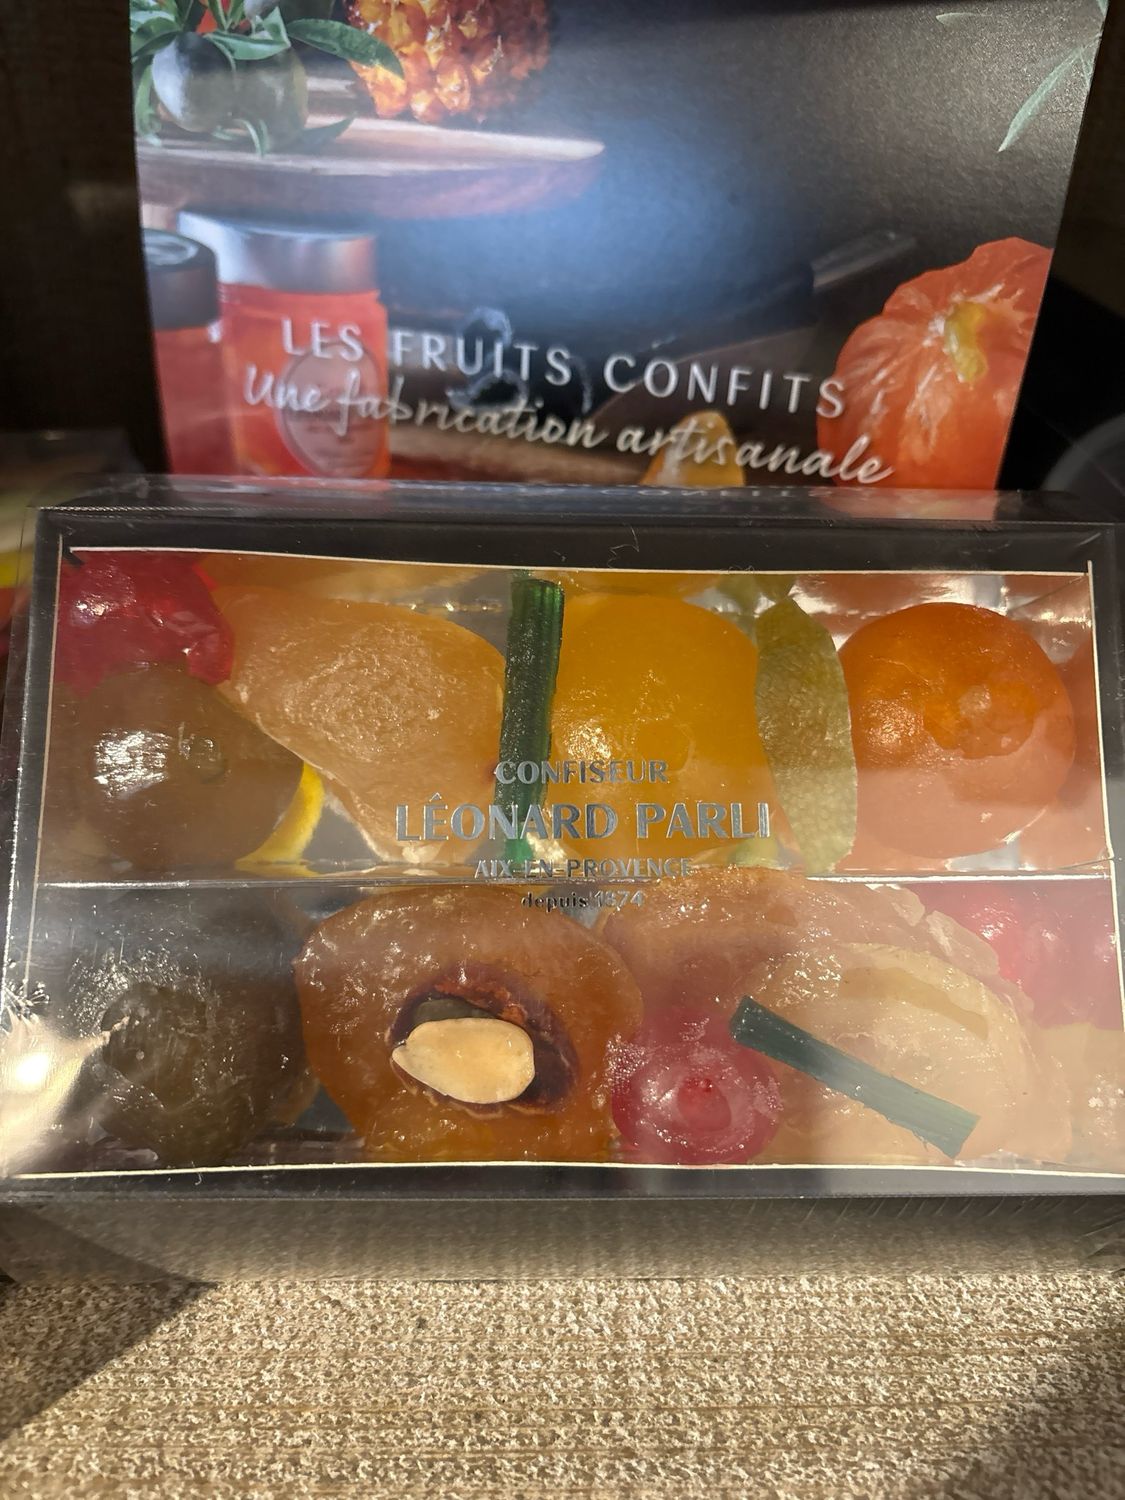 LES FRUITS CONFITS
Une fabrication artisanale
CONFISEUR
LÉONARD PARLI
AIX-EN-PROVENCE
depuis 1874